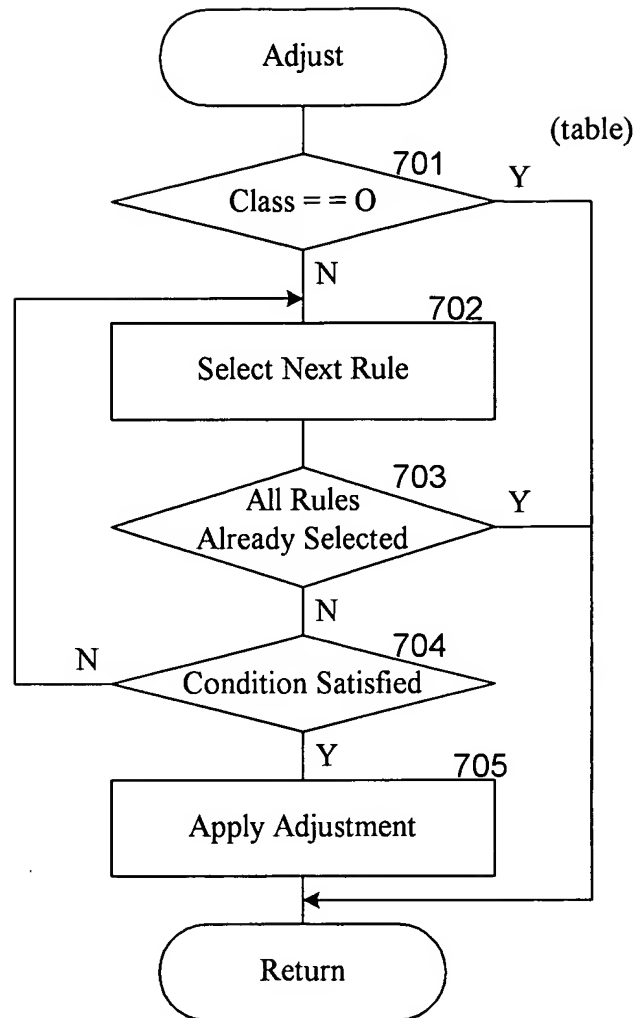 Adjust
(table)
701
Class = = O
Y
N
702
Select Next Rule
703
All Rules
Already Selected
Y
N
704
N
Condition Satisfied
Y
705
Apply Adjustment
Return